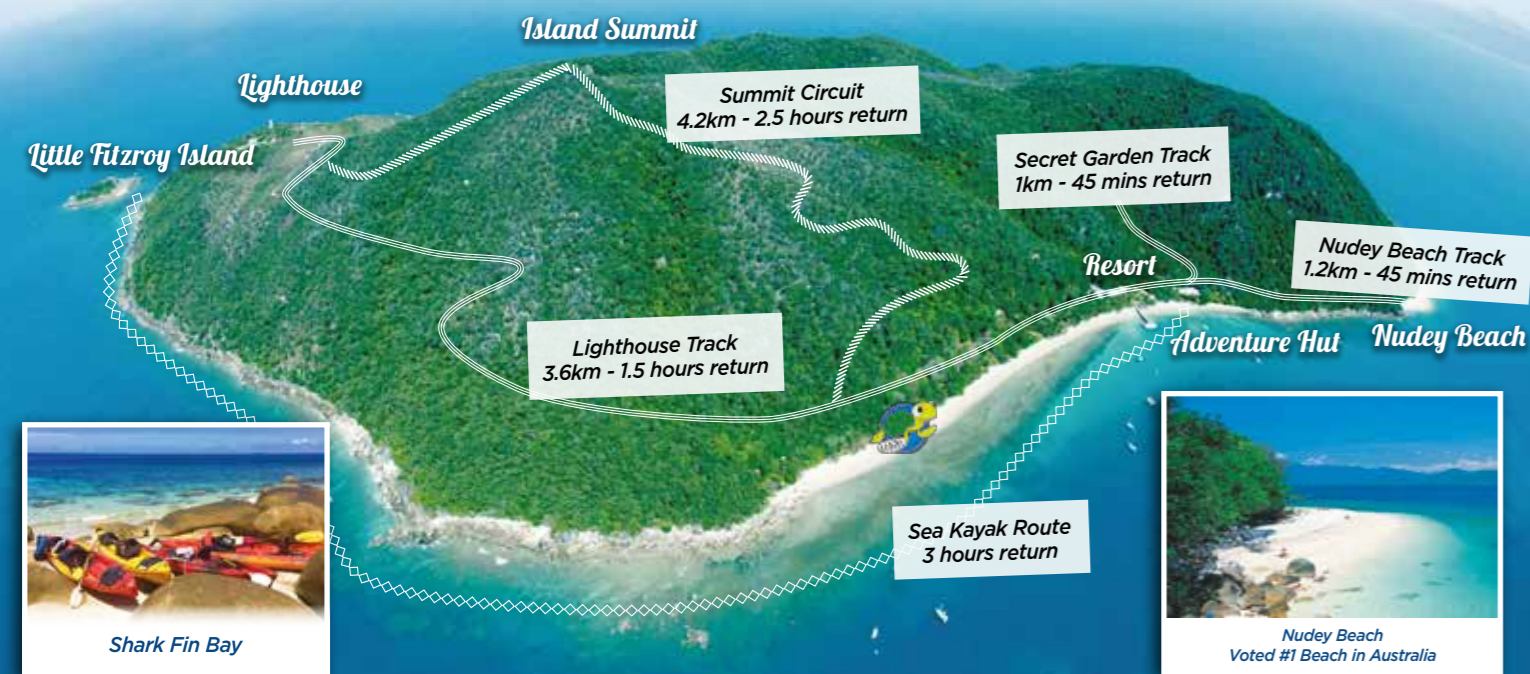 Island Summit
Lighthouse
Little Fitzroy Island
Summit Circuit
4.2km - 2.5 hours return
Secret Garden Track
1km - 45 mins return
Nudey Beach Track
1.2km - 45 mins return
Resort
Adventure Hut
Nudey Beach
Lighthouse Track
3.6km - 1.5 hours return
Sea Kayak Route
3 hours return
Shark Fin Bay
Nudey Beach
Voted #1 Beach in Australia